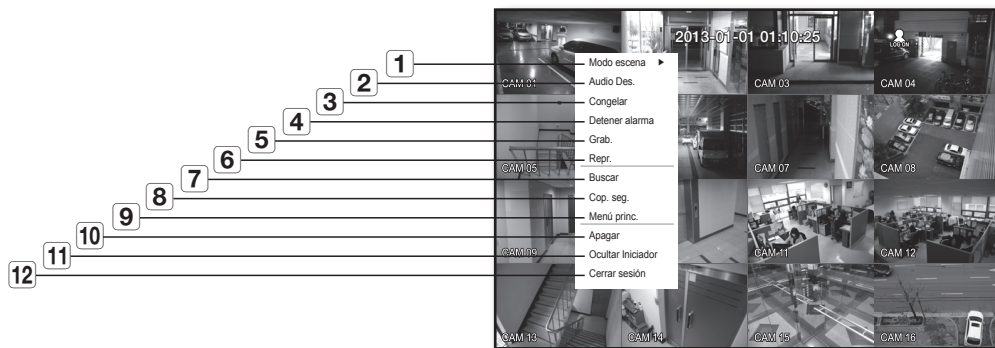 2013-01-01 01:10:25
LOG ON
1 Modo escena ▶
2 Audio Des.
3 Congelar
4 Detener alarma
5 Grab.
6 Repr.
7 Buscar
8 Cop. seg.
9 Menú princ.
10 Apagar
11 Ocultar Iniciador
12 Cerrar sesión
CAM 01
CAM 03
CAM 04
CAM 05
CAM 07
CAM 08
CAM 09
CAM 11
CAM 12
CAM 13
CAM 14
CAM 15
CAM 16